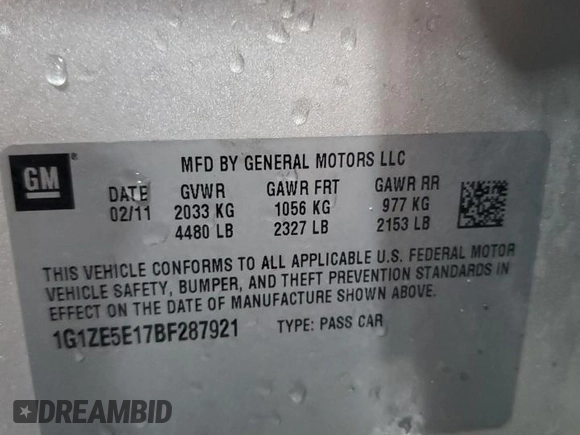 GM ®
MFD BY GENERAL MOTORS LLC
DATE GVWR GAWR FRT GAWR RR
02/11 2033 KG 1056 KG 977 KG
4480 LB 2327 LB 2153 LB
THIS VEHICLE CONFORMS TO ALL APPLICABLE U.S. FEDERAL MOTOR
VEHICLE SAFETY, BUMPER, AND THEFT PREVENTION STANDARDS IN
EFFECT ON THE DATE OF MANUFACTURE SHOWN ABOVE.
1G1ZE5E17BF287921 TYPE: PASS CAR
DREAMBID